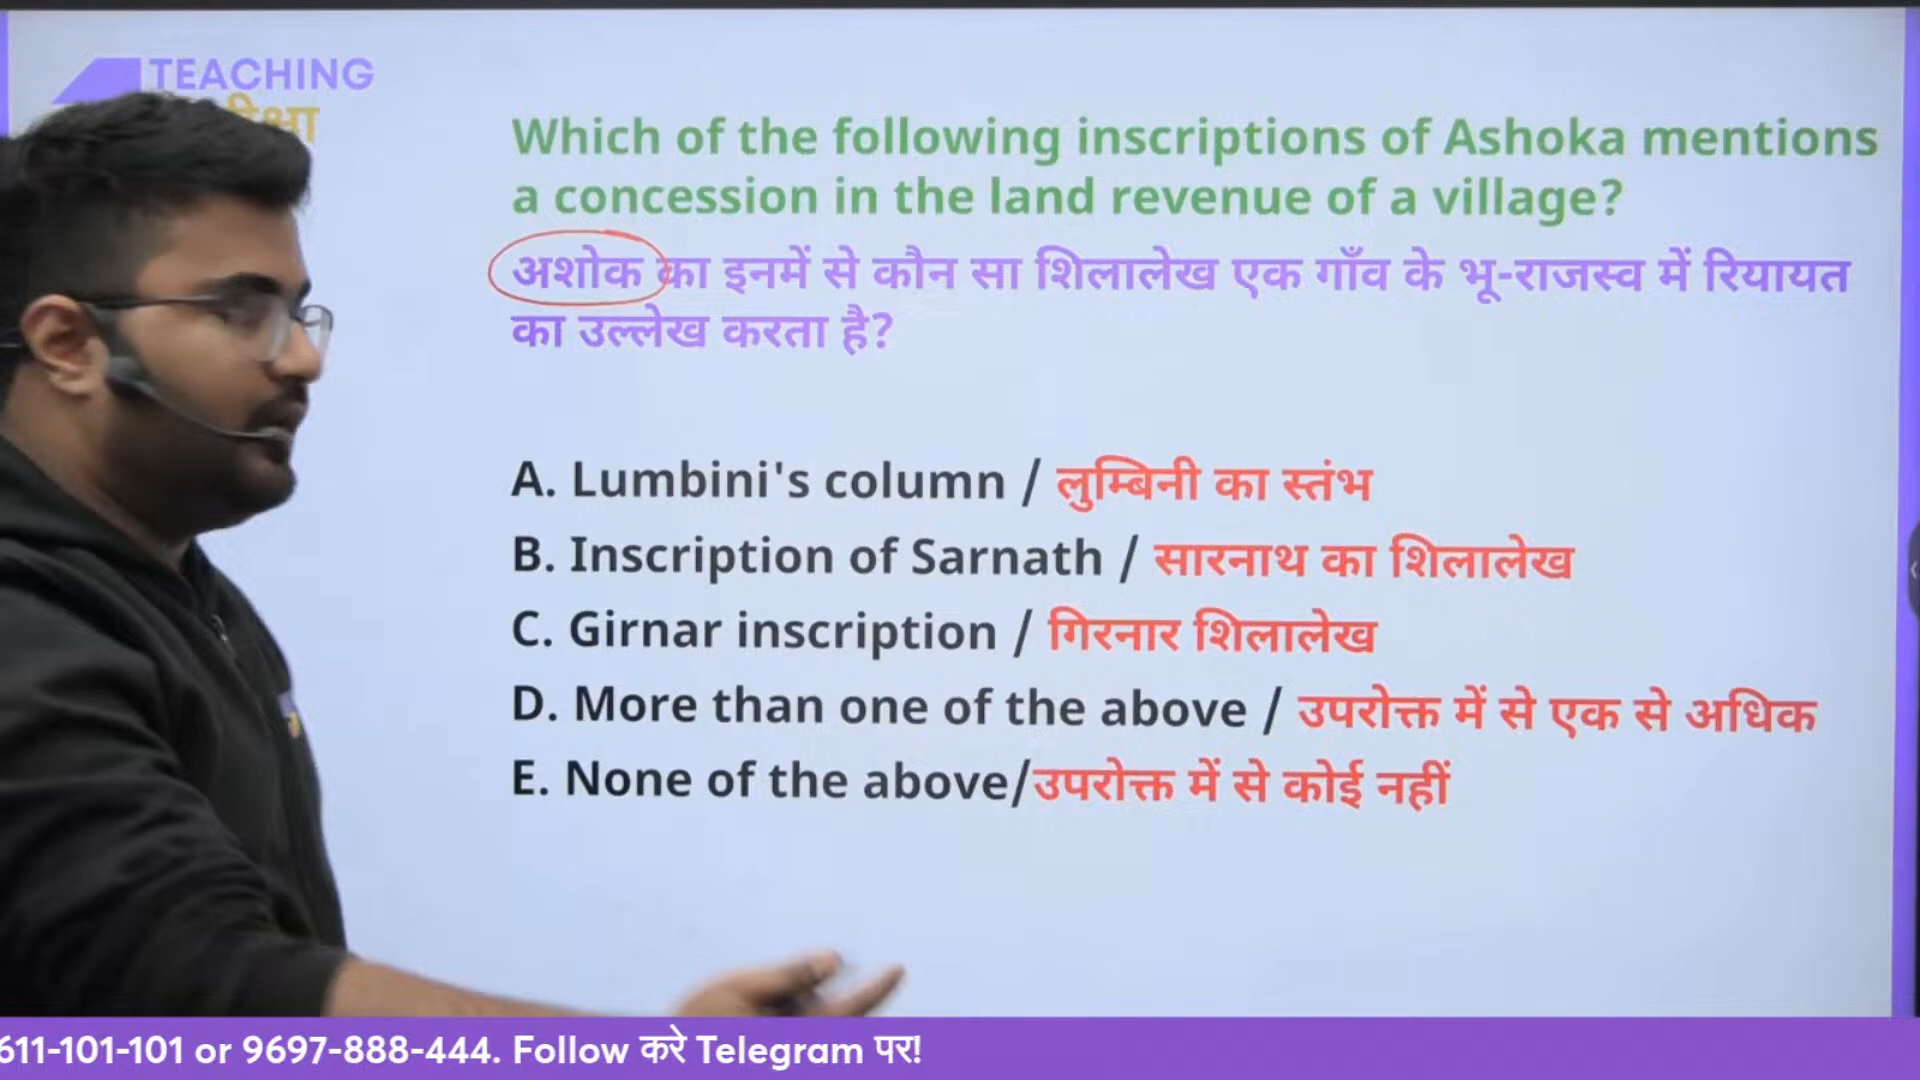 TEACHING
Which of the following inscriptions of Ashoka mentions
a concession in the land revenue of a village?
अशोक का इनमें से कौन सा शिलालेख एक गाँव के भू-राजस्व में रियायत
का उल्लेख करता है?
A. Lumbini's column / लुम्बिनी का स्तंभ
B. Inscription of Sarnath / सारनाथ का शिलालेख
C. Girnar inscription / गिरनार शिलालेख
D. More than one of the above / उपरोक्त में से एक से अधिक
E. None of the above/उपरोक्त में से कोई नहीं
611-101-101 or 9697-888-444. Follow करे Telegram पर!